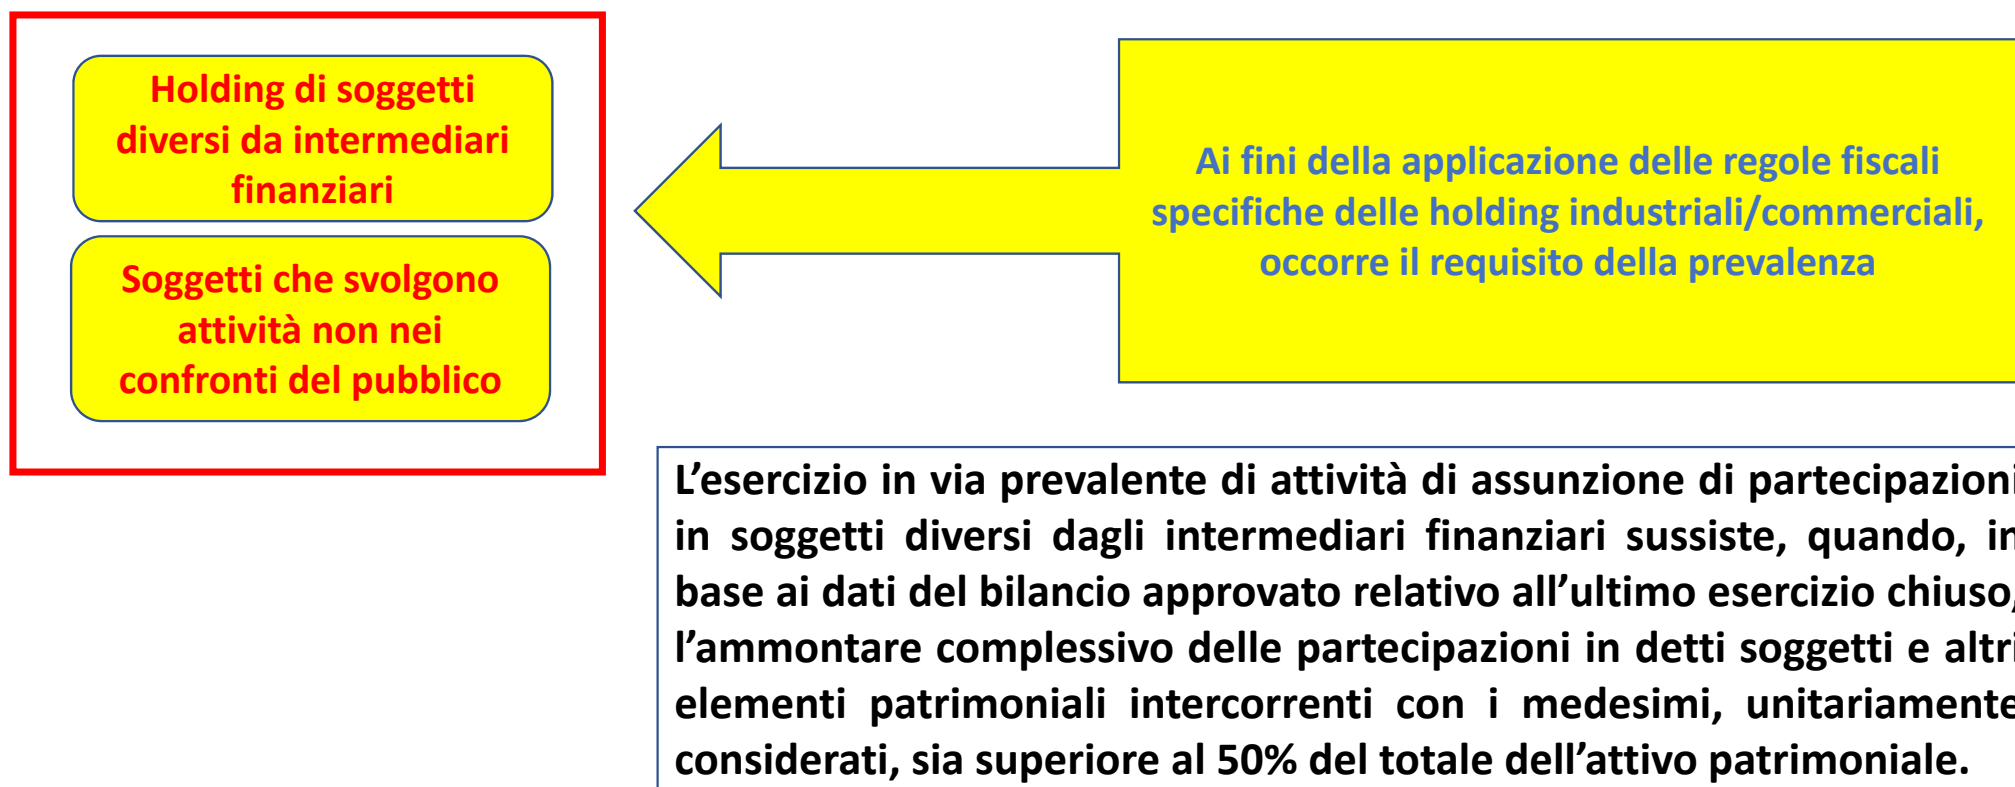 Holding di soggetti
diversi da intermediari
finanziari
Soggetti che svolgono
attività non nei
confronti del pubblico
Ai fini della applicazione delle regole fiscali
specifiche delle holding industriali/commerciali,
occorre il requisito della prevalenza
L’esercizio in via prevalente di attività di assunzione di partecipazioni
in soggetti diversi dagli intermediari finanziari sussiste, quando, in
base ai dati del bilancio approvato relativo all’ultimo esercizio chiuso,
l’ammontare complessivo delle partecipazioni in detti soggetti e altri
elementi patrimoniali intercorrenti con i medesimi, unitariamente
considerati, sia superiore al 50% del totale dell’attivo patrimoniale.